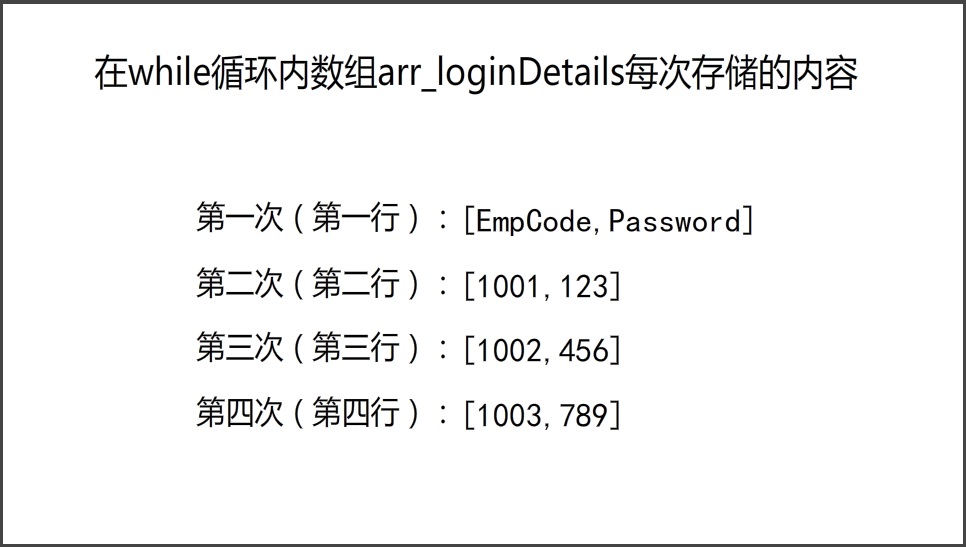 在while循环内数组arr_loginDetails每次存储的内容
第一次（第一行）：[EmpCode,Password]
第二次（第二行）：[1001,123]
第三次（第三行）：[1002,456]
第四次（第四行）：[1003,789]